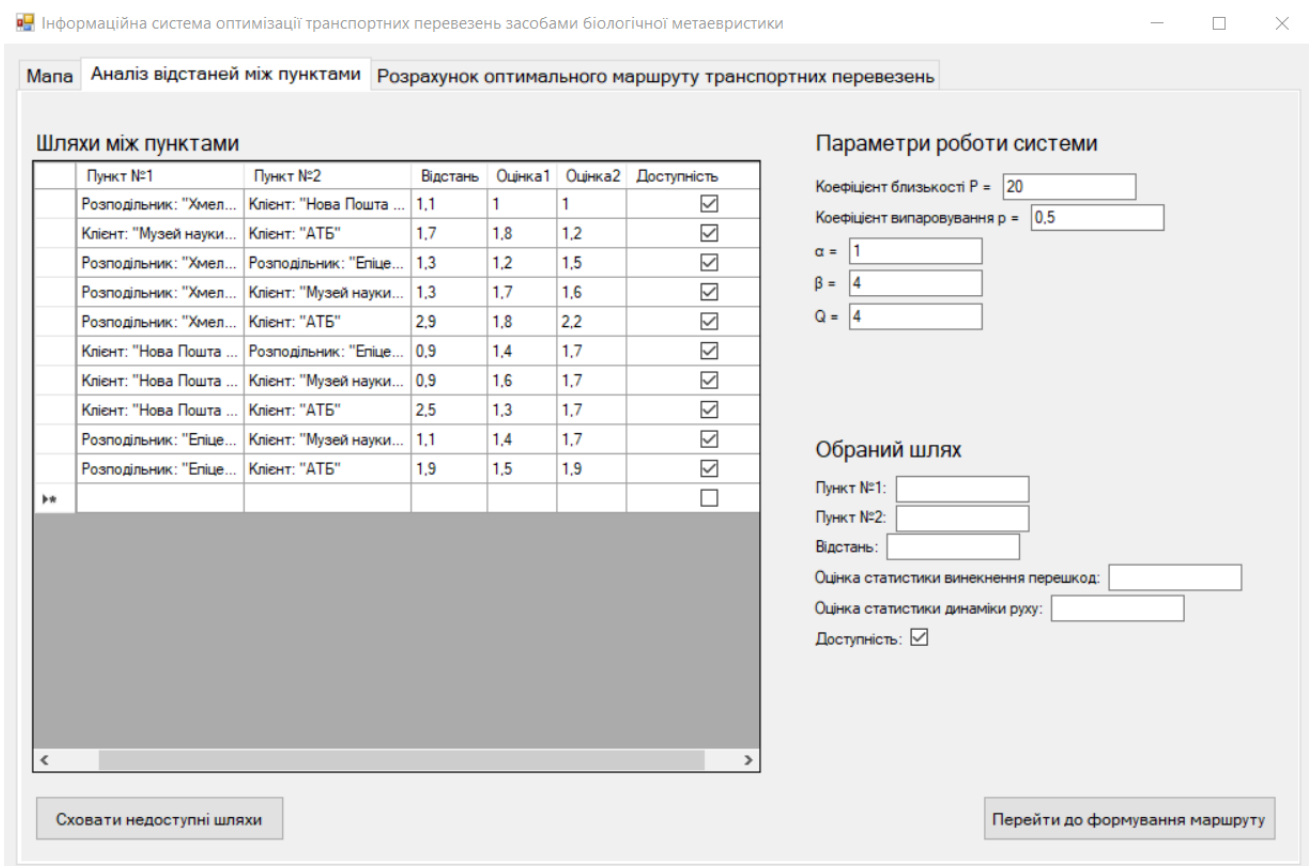 Інформаційна система оптимізації транспортних перевезень засобами біологічної метаевристики
Мапа Аналіз відстаней між пунктами Розрахунок оптимального маршруту транспортних перевезень
Шляхи між пунктами
Пункт №1 Пункт №2 Відстань Оцінка1 Оцінка2 Доступність
Розподільник: "Хмел... Клієнт: "Нова Пошта ... 1,1 1 1
Клієнт: "Музей науки... Клієнт: "АТБ" 1,7 1,8 1,2
Розподільник: "Хмел... Розподільник: "Епіце... 1,3 1,2 1,5
Розподільник: "Хмел... Клієнт: "Музей науки... 1,3 1,7 1,6
Розподільник: "Хмел... Клієнт: "АТБ" 2,9 1,8 2,2
Клієнт: "Нова Пошта ... Розподільник: "Епіце... 0,9 1,4 1,7
Клієнт: "Нова Пошта ... Клієнт: "Музей науки... 0,9 1,6 1,7
Клієнт: "Нова Пошта ... Клієнт: "АТБ" 2,5 1,3 1,7
Розподільник: "Епіце... Клієнт: "Музей науки... 1,1 1,4 1,7
Розподільник: "Епіце... Клієнт: "АТБ" 1,9 1,5 1,9
Сховати недоступні шляхи
Параметри роботи системи
Коефіцієнт близькості P = 20
Коефіцієнт випаровування p = 0,5
α = 1
β = 4
Q = 4
Обраний шлях
Пункт №1:
Пункт №2:
Відстань:
Оцінка статистики винекнення перешкод:
Оцінка статистики динаміки руху:
Доступність:
Перейти до формування маршруту